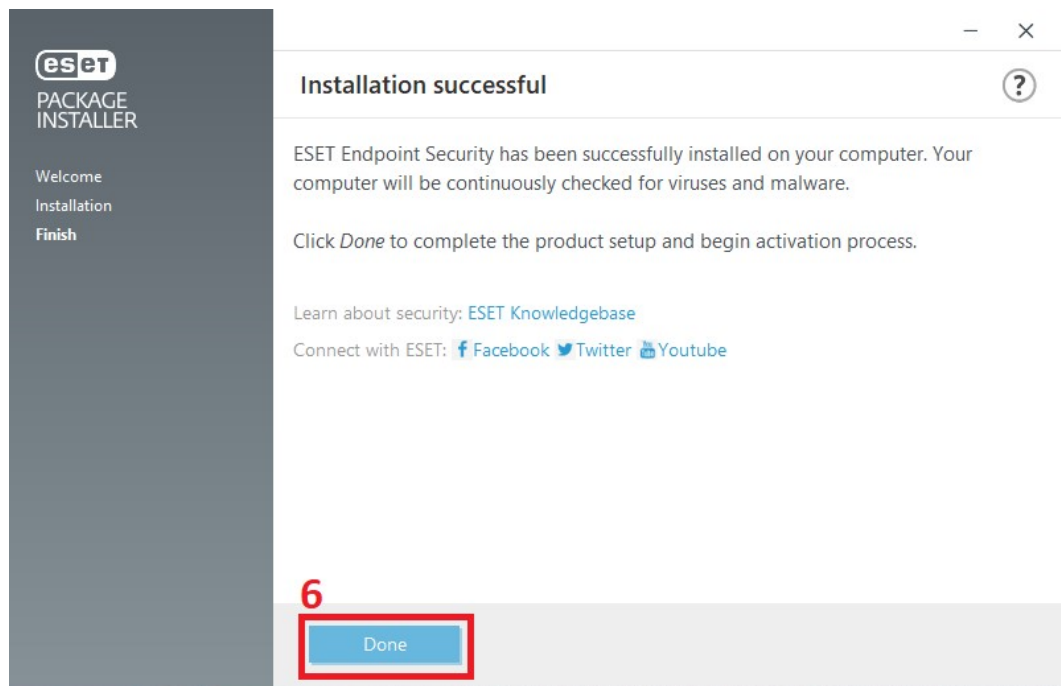 eset
PACKAGE
INSTALLER
Welcome
Installation
Finish
Installation successful
?
ESET Endpoint Security has been successfully installed on your computer. Your
computer will be continuously checked for viruses and malware.
Click Done to complete the product setup and begin activation process.
Learn about security: ESET Knowledgebase
Connect with ESET: Facebook Twitter Youtube
6
Done